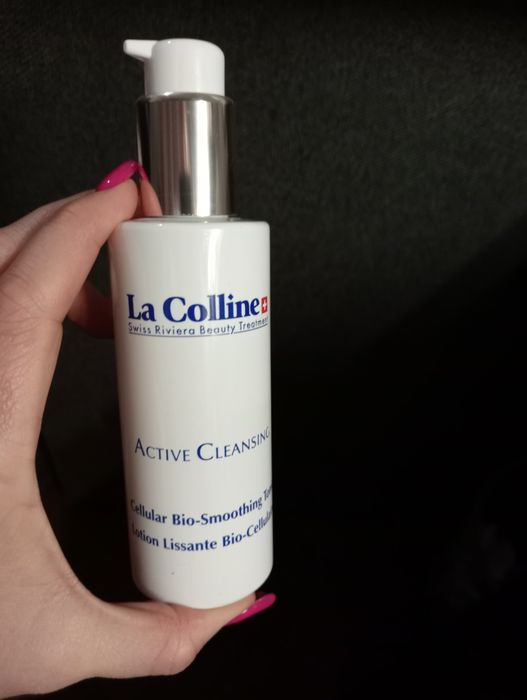 La Colline
Swiss Riviera Beauty Treatment
ACTIVE CLEANSING
Cellular Bio-Smoothing
Lotion Lissante